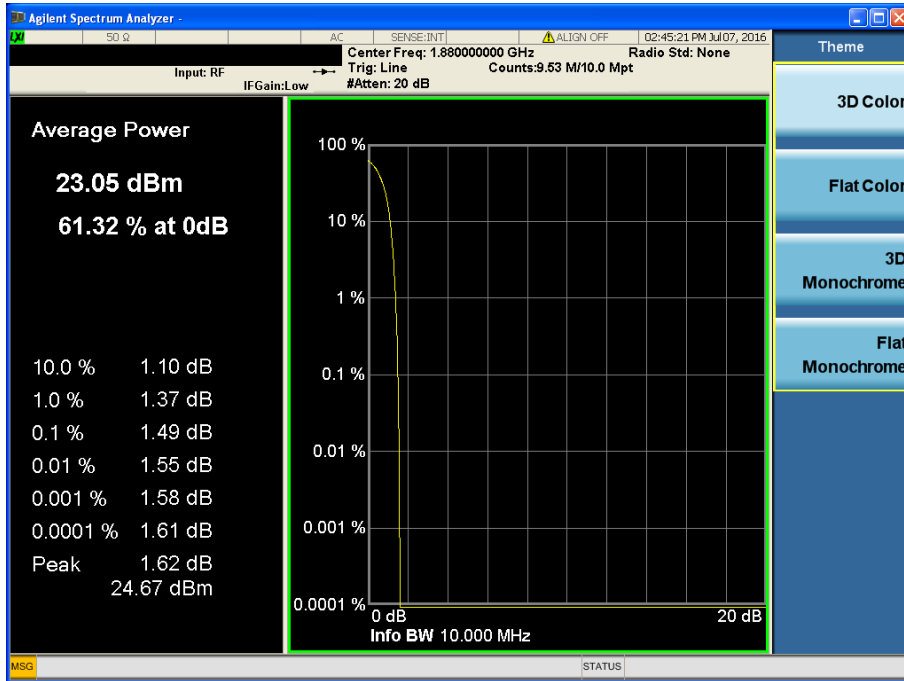 Agilent Spectrum Analyzer -
LXI 50 Ω AC SENSE:INT ALIGN OFF 02:45:21 PM Jul 07, 2016
Center Freq: 1.880000000 GHz Radio Std: None
Input: RF Trig: Line Counts:9.53 M/10.0 Mpt
IFGain:Low #Atten: 20 dB
Theme
3D Color
Flat Color
3D
Monochrome
Flat
Monochrome
Average Power
23.05 dBm
61.32 % at 0dB
10.0 % 1.10 dB
1.0 % 1.37 dB
0.1 % 1.49 dB
0.01 % 1.55 dB
0.001 % 1.58 dB
0.0001 % 1.61 dB
Peak 1.62 dB
24.67 dBm
100 %
10 %
1 %
0.1 %
0.01 %
0.001 %
0.0001 %
0 dB 20 dB
Info BW 10.000 MHz
MSG STATUS